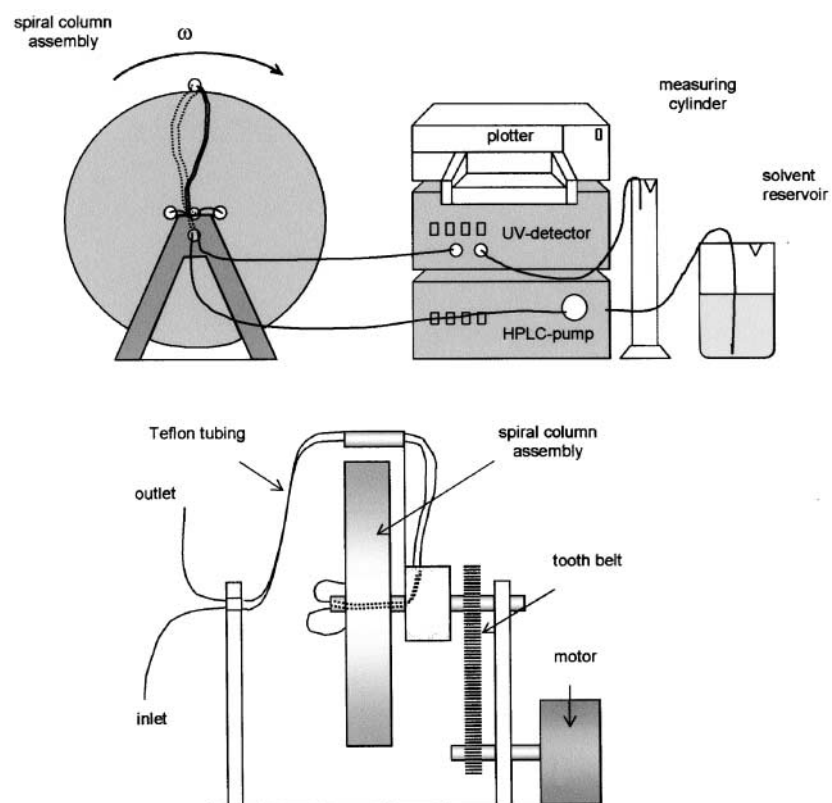 spiral column
assembly
ω
measuring
cylinder
plotter
solvent
reservoir
UV-detector
HPLC-pump
Teflon tubing
spiral column
assembly
outlet
tooth belt
motor
inlet